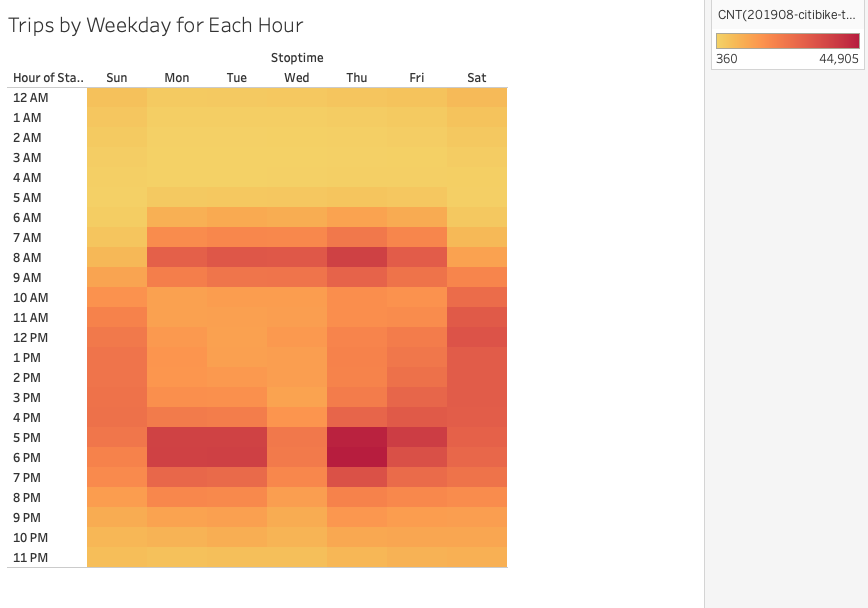 Trips by Weekday for Each Hour
CNT(201908-citibike-t...
360 44,905
Stoptime
Hour of Sta.. Sun Mon Tue Wed Thu Fri Sat
12 AM
1 AM
2 AM
3 AM
4 AM
5 AM
6 AM
7 AM
8 AM
9 AM
10 AM
11 AM
12 PM
1 PM
2 PM
3 PM
4 PM
5 PM
6 PM
7 PM
8 PM
9 PM
10 PM
11 PM